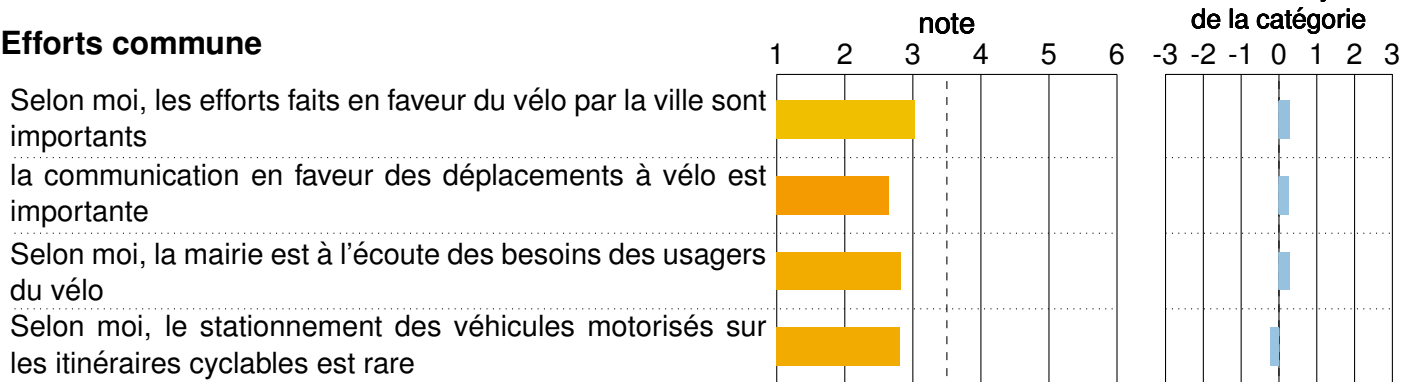 note
de la catégorie
Efforts commune
1 2 3 4 5 6
-3 -2 -1 0 1 2 3
Selon moi, les efforts faits en faveur du vélo par la ville sont
importants
la communication en faveur des déplacements à vélo est
importante
Selon moi, la mairie est à l'écoute des besoins des usagers
du vélo
Selon moi, le stationnement des véhicules motorisés sur
les itinéraires cyclables est rare